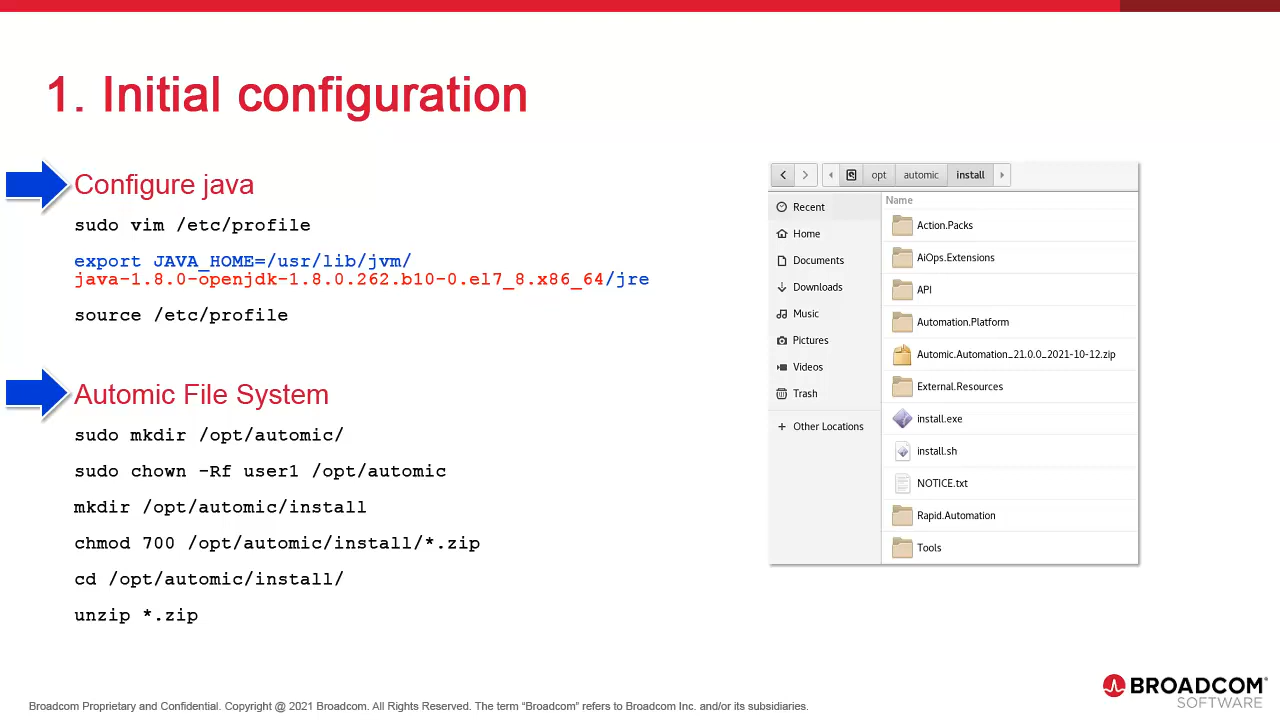 1. Initial configuration
Configure java
sudo vim /etc/profile
export JAVA_HOME=/usr/lib/jvm/
java-1.8.0-openjdk-1.8.0.262.b10-0.el7_8.x86_64/jre
source /etc/profile
Automic File System
sudo mkdir /opt/automic/
sudo chown -Rf user1 /opt/automic
mkdir /opt/automic/install
chmod 700 /opt/automic/install/*.zip
cd /opt/automic/install/
unzip *.zip
opt automic install
Recent
Home
Documents
Downloads
Music
Pictures
Videos
Trash
+ Other Locations
Name
Action.Packs
AiOps.Extensions
API
Automation.Platform
Automic.Automation_21.0.0_2021-10-12.zip
External.Resources
install.exe
install.sh
NOTICE.txt
Rapid.Automation
Tools
Broadcom Proprietary and Confidential. Copyright @ 2021 Broadcom. All Rights Reserved. The term “Broadcom” refers to Broadcom Inc. and/or its subsidiaries.
BROADCOM®
SOFTWARE